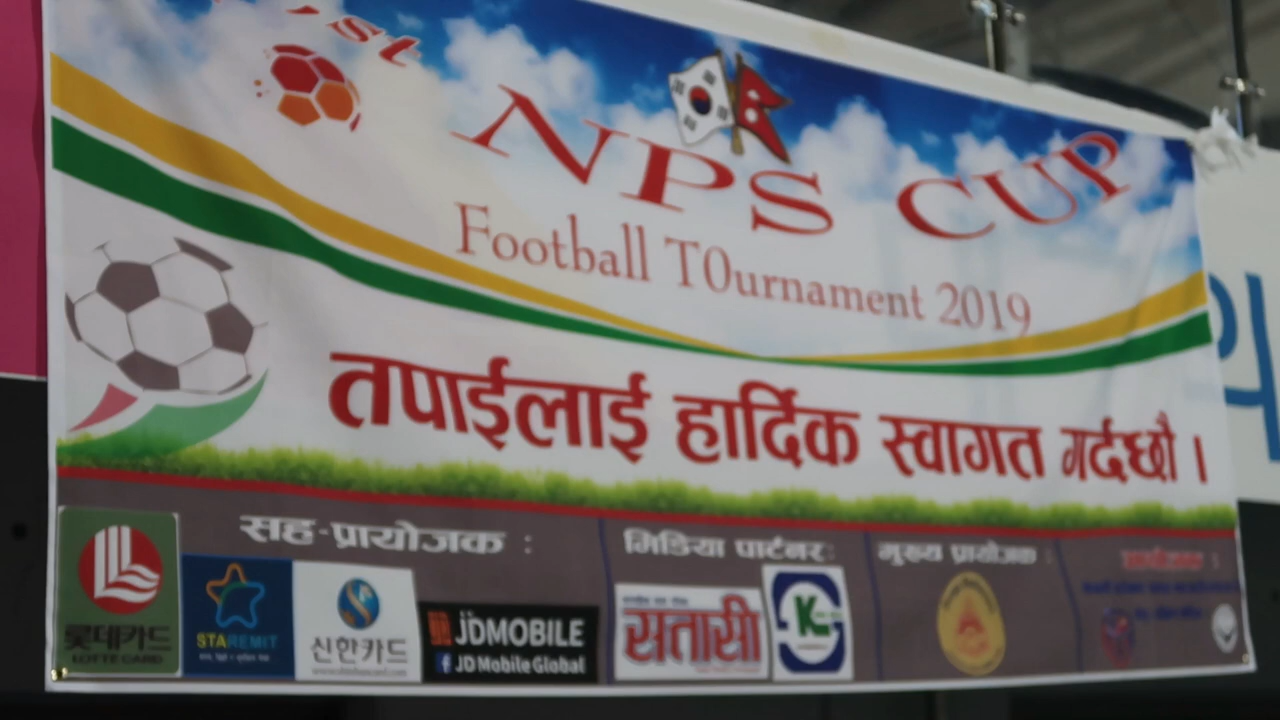 st
NPS CUP
Football T0urnament 2019
तपाईलाई हार्दिक स्वागत गर्दछौ ।
सह-प्रायोजक :
मिडिया पार्टनर:
मुख्य प्रायोजक :
롯데카드
LOTTE CARD
STAREMIT
신한카드
JDMOBILE
f JD Mobile Global
सतासी
K